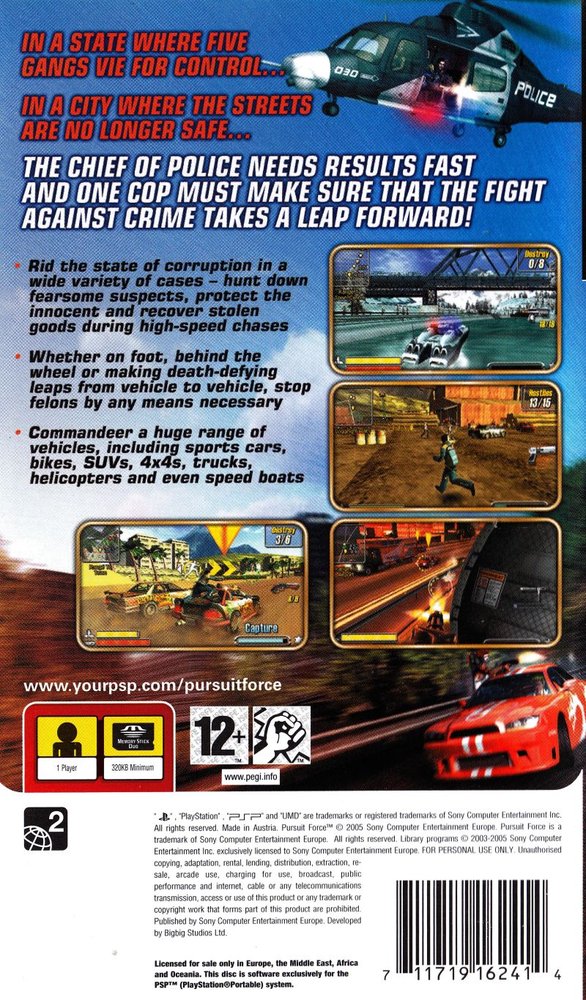 IN A STATE WHERE FIVE
GANGS VIE FOR CONTROL...
IN A CITY WHERE THE STREETS
ARE NO LONGER SAFE...
030
POLICE
THE CHIEF OF POLICE NEEDS RESULTS FAST
AND ONE COP MUST MAKE SURE THAT THE FIGHT
AGAINST CRIME TAKES A LEAP FORWARD!
• Rid the state of corruption in a
wide variety of cases – hunt down
fearsome suspects, protect the
innocent and recover stolen
goods during high-speed chases
• Whether on foot, behind the
wheel or making death-defying
leaps from vehicle to vehicle, stop
felons by any means necessary
• Commandeer a huge range of
vehicles, including sports cars,
bikes, SUVs, 4x4s, trucks,
helicopters and even speed boats
Destroy
0/8
Hostiles
13/15
Destroy
3/6
Capture
www.yourpsp.com/pursuitforce
1 Player
MEMORY STICK
DUO
320KB Minimum
12+
www.pegi.info
2
" ", "PlayStation", "PSP" and "UMD" are trademarks or registered trademarks of Sony Computer Entertainment Inc.
All rights reserved. Made in Austria. Pursuit Force™ © 2005 Sony Computer Entertainment Europe. Pursuit Force is a
trademark of Sony Computer Entertainment Europe. All rights reserved. Library programs © 2003-2005 Sony Computer
Entertainment Inc. exclusively licensed to Sony Computer Entertainment Europe. FOR PERSONAL USE ONLY. Unauthorised
copying, adaptation, rental, lending, distribution, extraction, re-
sale, arcade use, charging for use, broadcast, public
performance and internet, cable or any telecommunications
transmission, access or use of this product or any trademark or
copyright work that forms part of this product are prohibited.
Published by Sony Computer Entertainment Europe. Developed
by Bigbig Studios Ltd.
Licensed for sale only in Europe, the Middle East, Africa
and Oceania. This disc is software exclusively for the
PSP™ (PlayStation®Portable) system.
7 11719 16241 4